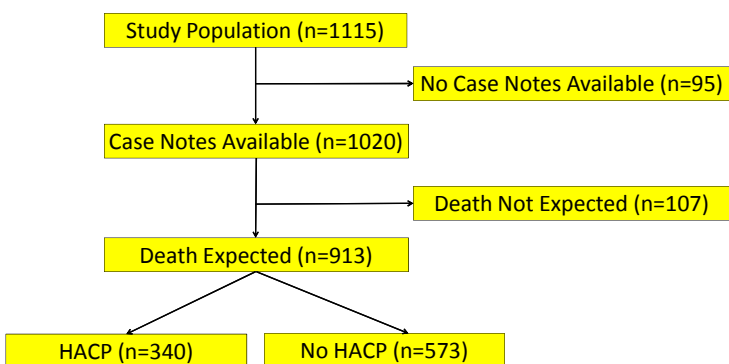 Study Population (n=1115)
No Case Notes Available (n=95)
Case Notes Available (n=1020)
Death Not Expected (n=107)
Death Expected (n=913)
HACP (n=340)
No HACP (n=573)